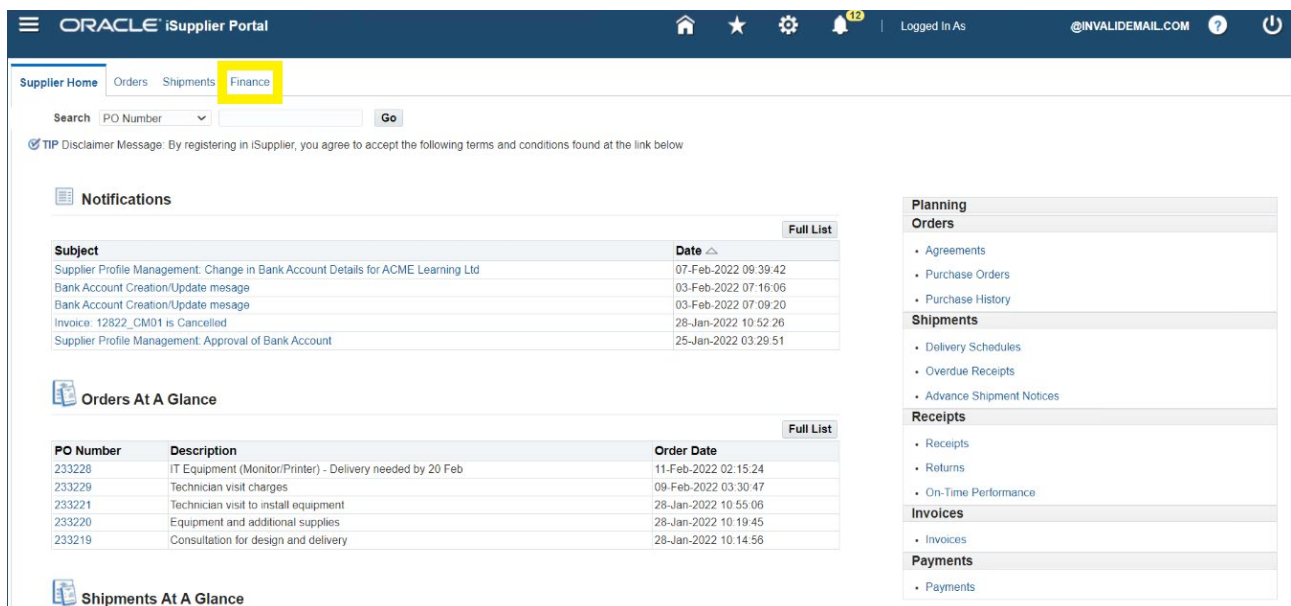 ORACLE iSupplier Portal
12
Logged In As @INVALIDEMAIL.COM ?
Supplier Home Orders Shipments Finance
Search PO Number Go
TIP Disclaimer Message: By registering in iSupplier, you agree to accept the following terms and conditions found at the link below
Notifications
Full List
Subject Date
Supplier Profile Management: Change in Bank Account Details for ACME Learning Ltd 07-Feb-2022 09:39:42
Bank Account Creation/Update mesage 03-Feb-2022 07:16:06
Bank Account Creation/Update mesage 03-Feb-2022 07:09:20
Invoice: 12822_CM01 is Cancelled 28-Jan-2022 10:52:26
Supplier Profile Management: Approval of Bank Account 25-Jan-2022 03:29:51
Orders At A Glance
Full List
PO Number Description Order Date
233228 IT Equipment (Monitor/Printer) - Delivery needed by 20 Feb 11-Feb-2022 02:15:24
233229 Technician visit charges 09-Feb-2022 03:30:47
233221 Technician visit to install equipment 28-Jan-2022 10:55:06
233220 Equipment and additional supplies 28-Jan-2022 10:19:45
233219 Consultation for design and delivery 28-Jan-2022 10:14:56
Shipments At A Glance
Planning
Orders
• Agreements
• Purchase Orders
• Purchase History
Shipments
• Delivery Schedules
• Overdue Receipts
• Advance Shipment Notices
Receipts
• Receipts
• Returns
• On-Time Performance
Invoices
• Invoices
Payments
• Payments